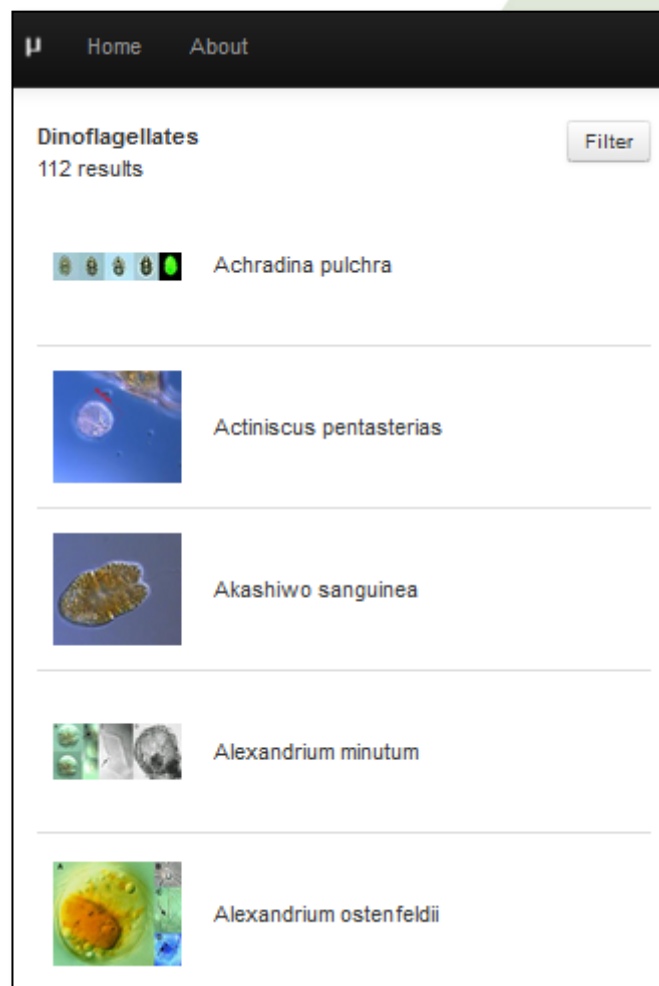 μ Home About
Dinoflagellates
Filter
112 results
Achradina pulchra
Actiniscus pentasterias
Akashiwo sanguinea
Alexandrium minutum
Alexandrium ostenfeldii